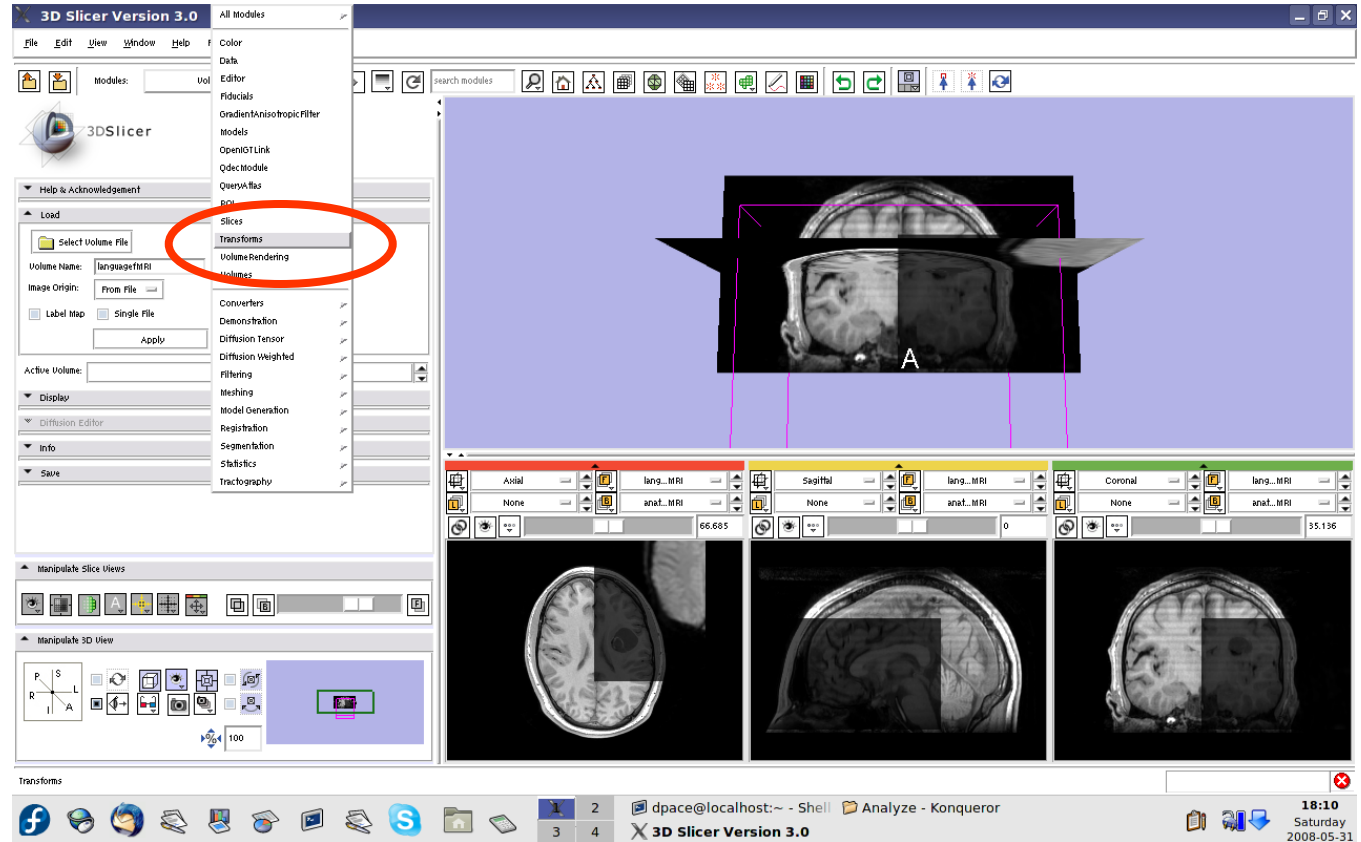 3D Slicer Version 3.0
File Edit View Window Help
Modules:
search modules
3DSlicer
Help & Acknowledgement
Load
Select Volume File
Volume Name: languagefMRI
Image Origin: From File
Label Map Single File
Apply
Active Volume:
Display
Diffusion Editor
Info
Save
All Modules
Color
Data
Editor
Fiducials
GradientAnisotropicFilter
Models
OpenIGTLink
QdecModule
QueryAtlas
ROI
Slices
Transforms
VolumeRendering
Volumes
Converters
Demonstration
Diffusion Tensor
Diffusion Weighted
Filtering
Meshing
Model Generation
Registration
Segmentation
Statistics
Tractography
A
Axial lang...MRI
None anat...MRI
66.685
Sagittal lang...MRI
None anat...MRI
0
Coronal lang...MRI
None anat...MRI
35.136
Manipulate Slice Views
Manipulate 3D View
P S
R L
I A
100
Transforms
1 2
3 4
dpace@localhost:~ - Shell
Analyze - Konqueror
3D Slicer Version 3.0
18:10
Saturday
2008-05-31